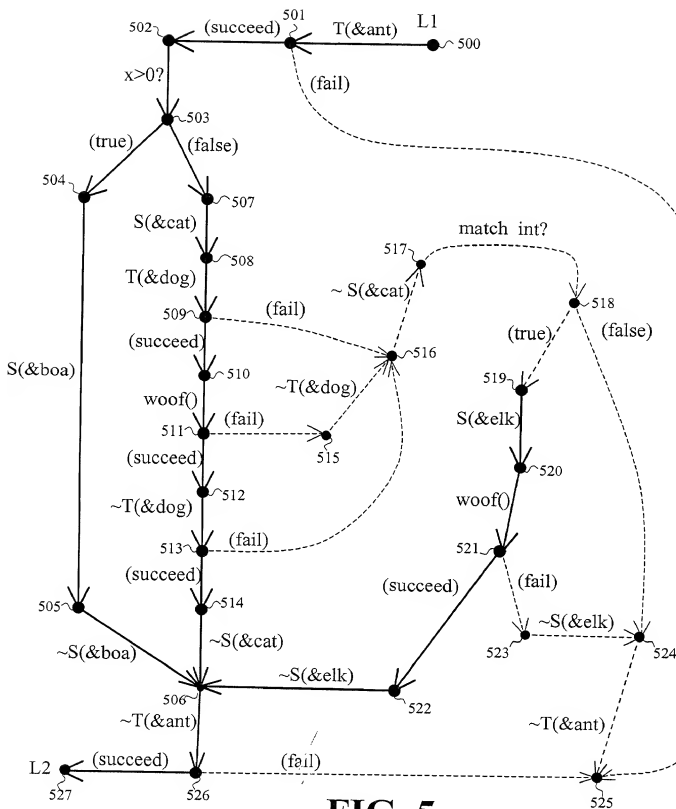 L1
502 (succeed) 501 T(&ant) 500
x>0? (fail)
503
(true) (false)
504
507
S(&cat) match int?
517
508
T(&dog) ~ S(&cat) 518
509 (fail) (true) (false)
(succeed) 516
S(&boa) 510 ~T(&dog) 519
woof() S(&elk)
511 (fail)
(succeed) 515 520
512 woof()
~T(&dog)
513 (fail) 521
(succeed) (succeed) (fail)
505 514 ~S(&elk)
~S(&boa) ~S(&cat) 523 524
506 ~S(&elk) 522
~T(&ant) ~T(&ant)
L2 (succeed) (fail)
527 526 525
FIG. 5